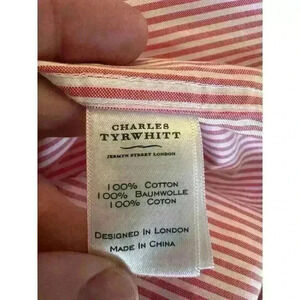 CHARLES
TYRWHITT
JERMYN STREET LONDON
100% COTTON
100% BAUMWOLLE
100% COTON
DESIGNED IN LONDON
MADE IN CHINA